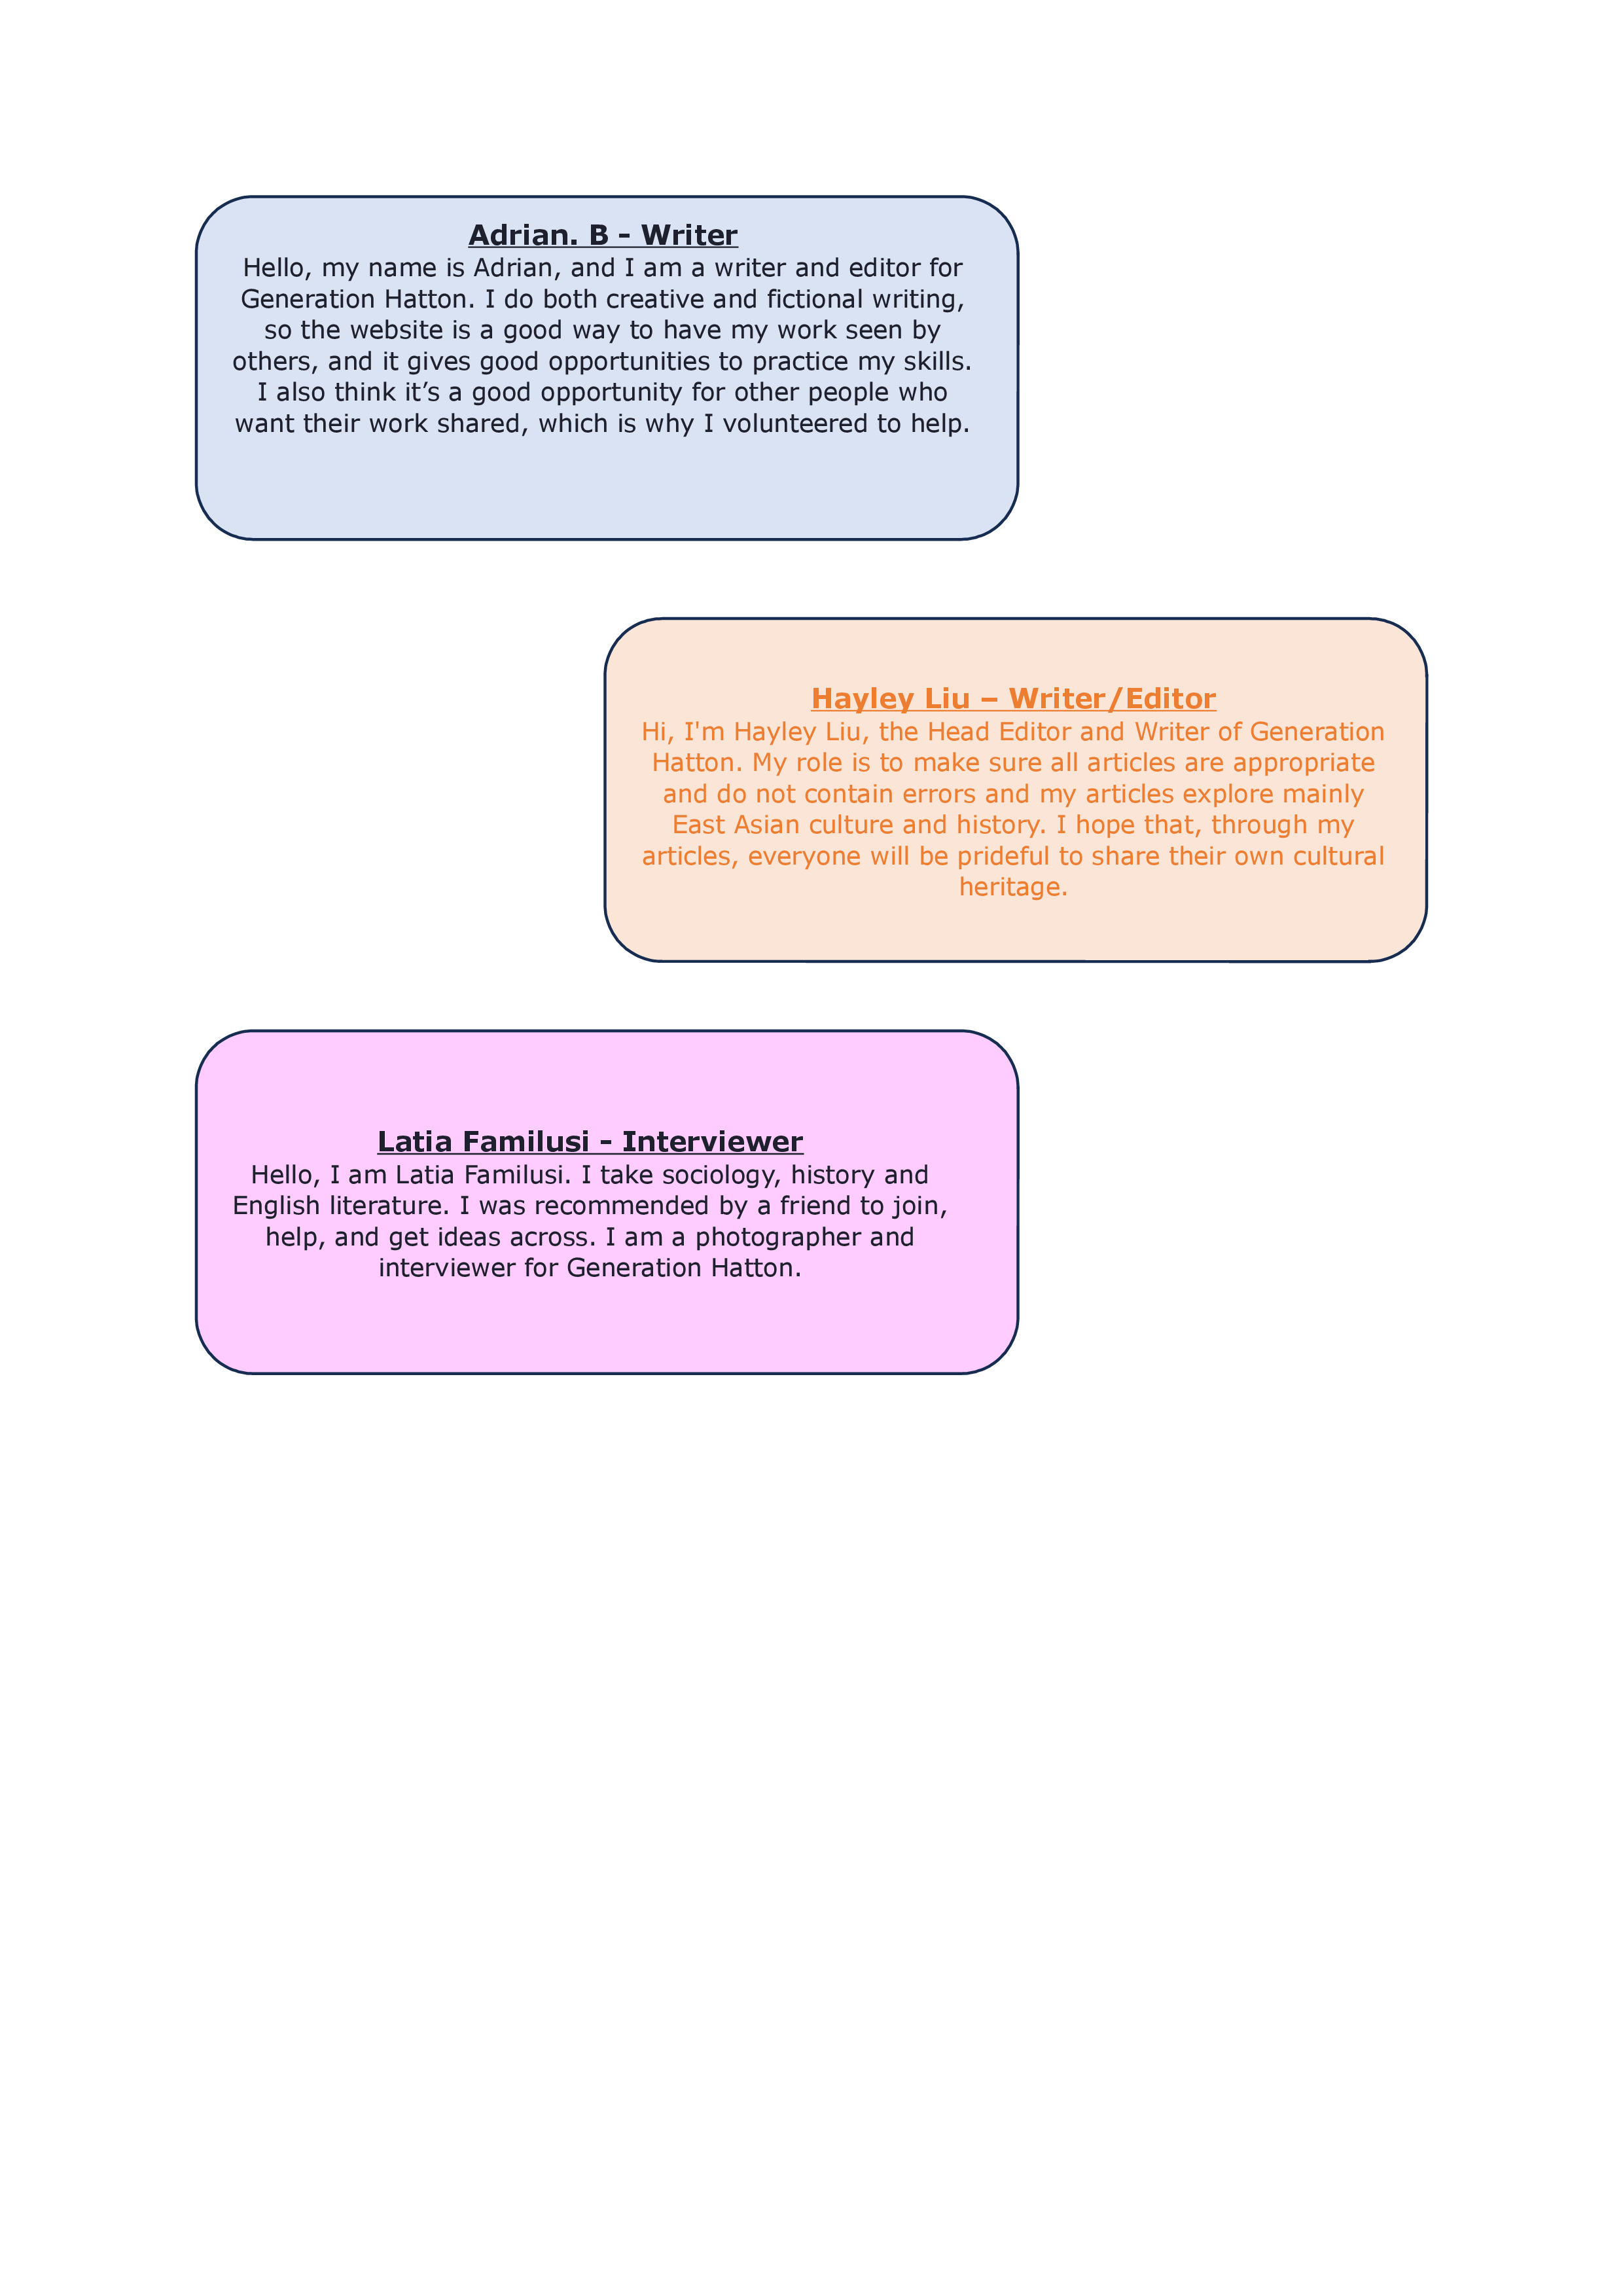 Adrian. B - Writer
Hello, my name is Adrian, and I am a writer and editor for
Generation Hatton. I do both creative and fictional writing,
so the website is a good way to have my work seen by
others, and it gives good opportunities to practice my skills.
I also think it’s a good opportunity for other people who
want their work shared, which is why I volunteered to help.
Hayley Liu – Writer/Editor
Hi, I'm Hayley Liu, the Head Editor and Writer of Generation
Hatton. My role is to make sure all articles are appropriate
and do not contain errors and my articles explore mainly
East Asian culture and history. I hope that, through my
articles, everyone will be prideful to share their own cultural
heritage.
Latia Familusi - Interviewer
Hello, I am Latia Familusi. I take sociology, history and
English literature. I was recommended by a friend to join,
help, and get ideas across. I am a photographer and
interviewer for Generation Hatton.